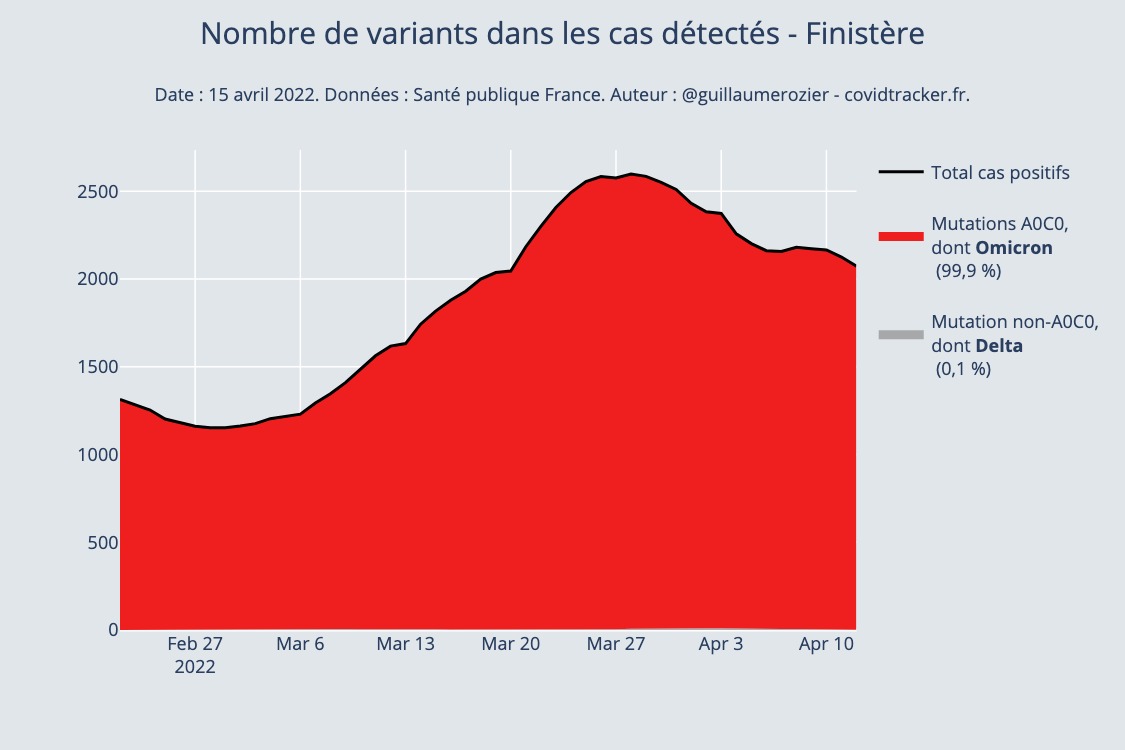 Nombre de variants dans les cas détectés - Finistère
Date : 15 avril 2022. Données : Santé publique France. Auteur : @guillaumerozier - covidtracker.fr.
Total cas positifs
Mutations A0C0,
dont Omicron
(99,9 %)
Mutation non-A0C0,
dont Delta
(0,1 %)
2500
2000
1500
1000
500
0
Feb 27 Mar 6 Mar 13 Mar 20 Mar 27 Apr 3 Apr 10
2022